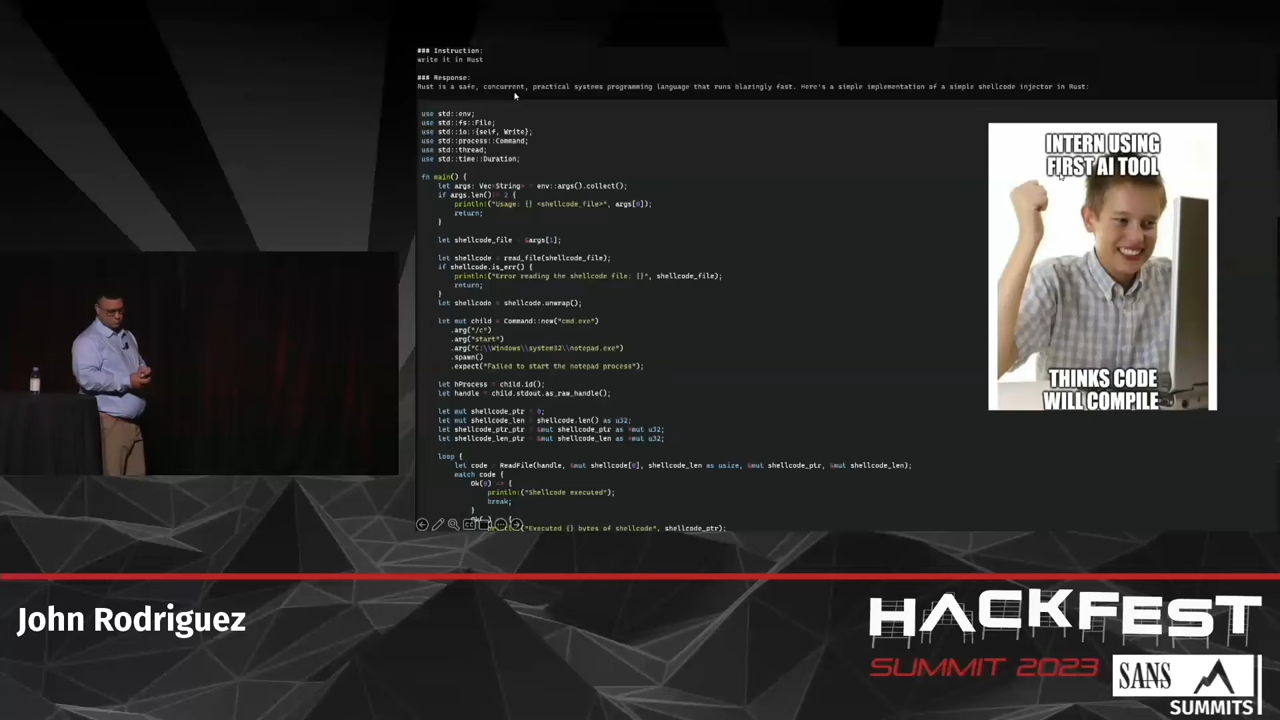 ### Instruction:
write it in Rust
### Response:
Rust is a safe, concurrent, practical systems programming language that runs blazingly fast. Here's a simple implementation of a simple shellcode injector in Rust:
use std::env;
use std::fs::File;
use std::io::{self, Write};
use std::process::Command;
use std::thread;
use std::time::Duration;
fn main() {
let args: Vec<String> = env::args().collect();
if args.len() != 2 {
println!("Usage: {} <shellcode_file>", args[0]);
return;
}
let shellcode_file = &args[1];
let shellcode = read_file(shellcode_file);
if shellcode.is_err() {
println!("Error reading the shellcode file: {}", shellcode_file);
return;
}
let shellcode = shellcode.unwrap();
let mut child = Command::new("cmd.exe")
.arg("/c")
.arg("start")
.arg("C:\\Windows\\system32\\notepad.exe")
.spawn()
.expect("Failed to start the notepad process");
let hProcess = child.id();
let handle = child.stdout.as_raw_handle();
let mut shellcode_ptr = 0;
let mut shellcode_len = shellcode.len() as u32;
let shellcode_ptr_ptr = &mut shellcode_ptr as *mut u32;
let shellcode_len_ptr = &mut shellcode_len as *mut u32;
loop {
let code = ReadFile(handle, &mut shellcode[0], shellcode_len as usize, &mut shellcode_ptr, &mut shellcode_len);
match code {
Ok(0) => {
println!("Shellcode executed");
break;
}
("Executed {} bytes of shellcode", shellcode_ptr);
INTERN USING
FIRST AI TOOL
THINKS CODE
WILL COMPILE
John Rodriguez
HACKFEST
SUMMIT 2023
SANS
SUMMITS